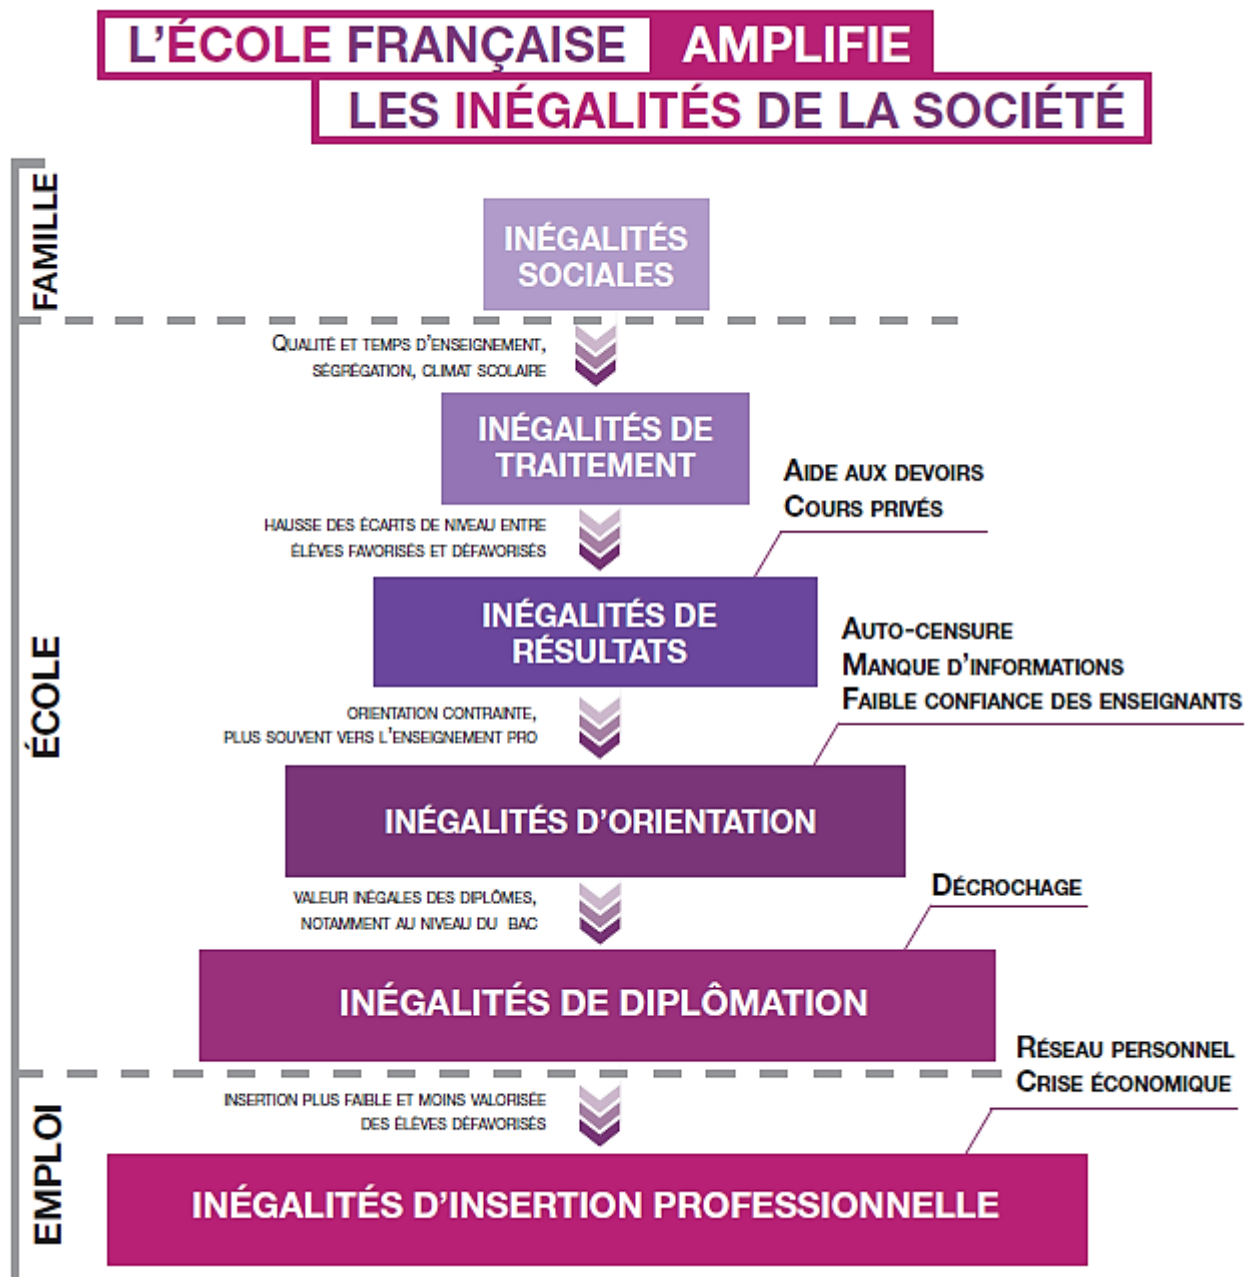 L'ÉCOLE FRANÇAISE AMPLIFIE
LES INÉGALITÉS DE LA SOCIÉTÉ
FAMILLE
INÉGALITÉS
SOCIALES
QUALITÉ ET TEMPS D'ENSEIGNEMENT,
SÉGRÉGATION, CLIMAT SCOLAIRE
ÉCOLE
INÉGALITÉS DE
TRAITEMENT
AIDE AUX DEVOIRS
COURS PRIVÉS
HAUSSE DES ÉCARTS DE NIVEAU ENTRE
ÉLÈVES FAVORISÉS ET DÉFAVORISÉS
INÉGALITÉS DE
RÉSULTATS
AUTO-CENSURE
MANQUE D'INFORMATIONS
FAIBLE CONFIANCE DES ENSEIGNANTS
ORIENTATION CONTRAINTE,
PLUS SOUVENT VERS L'ENSEIGNEMENT PRO
INÉGALITÉS D'ORIENTATION
VALEUR INÉGALES DES DIPLÔMES,
NOTAMMENT AU NIVEAU DU BAC
DÉCROCHAGE
INÉGALITÉS DE DIPLÔMATION
RÉSEAU PERSONNEL
CRISE ÉCONOMIQUE
EMPLOI
INSERTION PLUS FAIBLE ET MOINS VALORISÉE
DES ÉLÈVES DÉFAVORISÉS
INÉGALITÉS D'INSERTION PROFESSIONNELLE